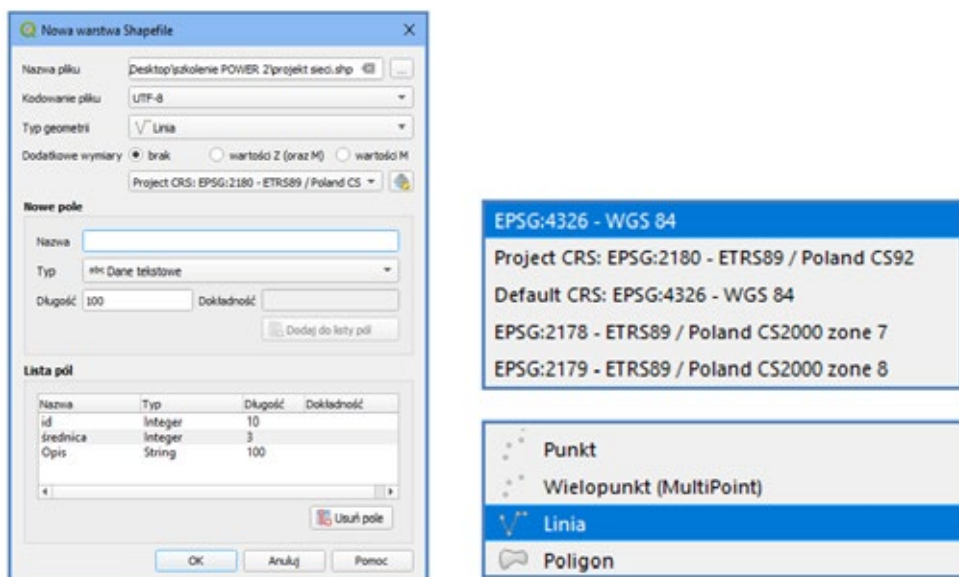 Nowa warstwa Shapefile
Nazwa pliku Desktop\szkolenie POWER 2\projekt sieci.shp ...
Kodowanie pliku UTF-8
Typ geometrii Linia
Dodatkowe wymiary brak wartości Z (oraz M) wartości M
Project CRS: EPSG:2180 - ETRS89 / Poland CS
Nowe pole
Nazwa
Typ abc Dane tekstowe
Długość 100 Dokładność
Dodaj do listy pól
Lista pól
Nazwa Typ Długość Dokładność
id Integer 10
średnica Integer 3
Opis String 100
Usuń pole
OK Anuluj Pomoc
EPSG:4326 - WGS 84
Project CRS: EPSG:2180 - ETRS89 / Poland CS92
Default CRS: EPSG:4326 - WGS 84
EPSG:2178 - ETRS89 / Poland CS2000 zone 7
EPSG:2179 - ETRS89 / Poland CS2000 zone 8
Punkt
Wielopunkt (MultiPoint)
Linia
Poligon